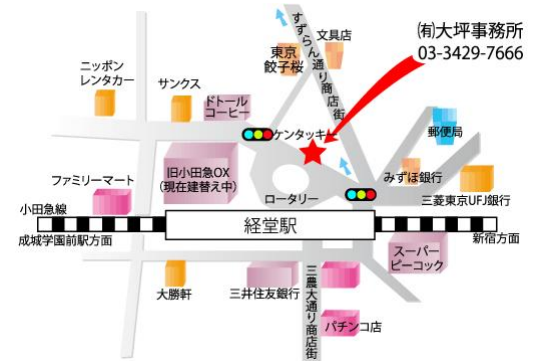 (有)大坪事務所
03-3429-7666
すずらん通り商店街
文具店
東京
餃子桜
ニッポン
レンタカー
サンクス
ドトール
コーヒー
ケンタッキー
郵便局
旧小田急OX
(現在建替え中)
みずほ銀行
ファミリーマート
ロータリー
三菱東京UFJ銀行
小田急線
経堂駅
成城学園前駅方面
新宿方面
スーパー
ピーコック
大勝軒
三井住友銀行
三農大通り商店街
パチンコ店